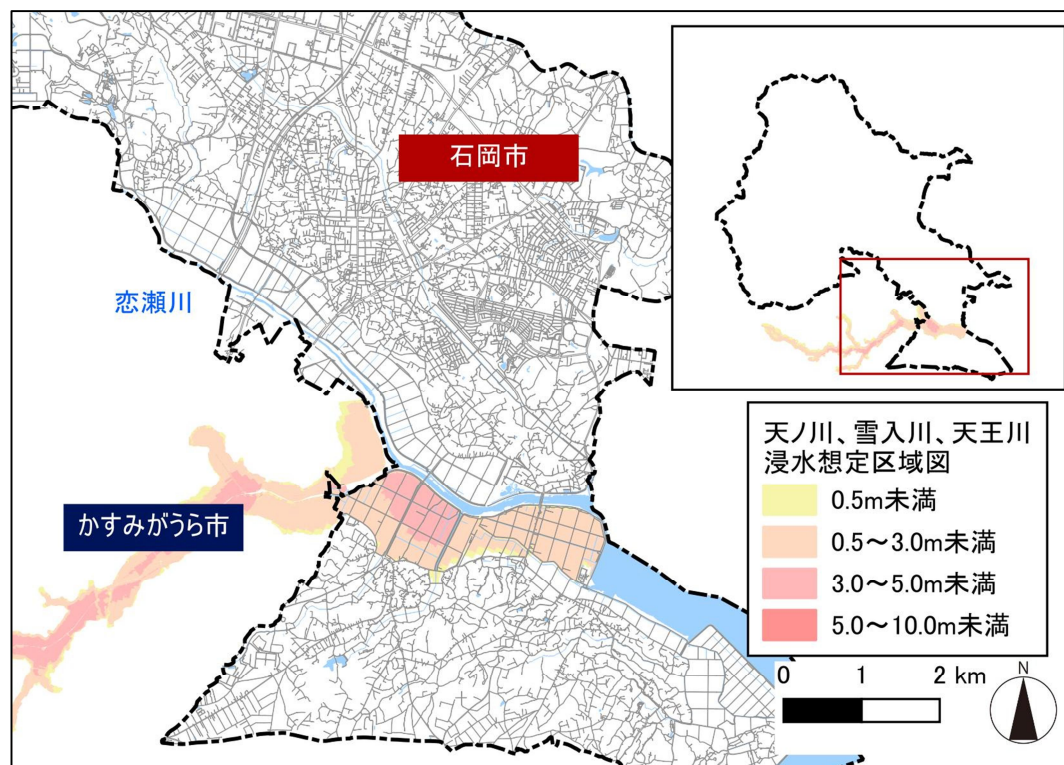 石岡市
恋瀬川
かすみがうら市
天ノ川、雪入川、天王川
浸水想定区域図
0.5m未満
0.5～3.0m未満
3.0～5.0m未満
5.0～10.0m未満
0 1 2 km
N